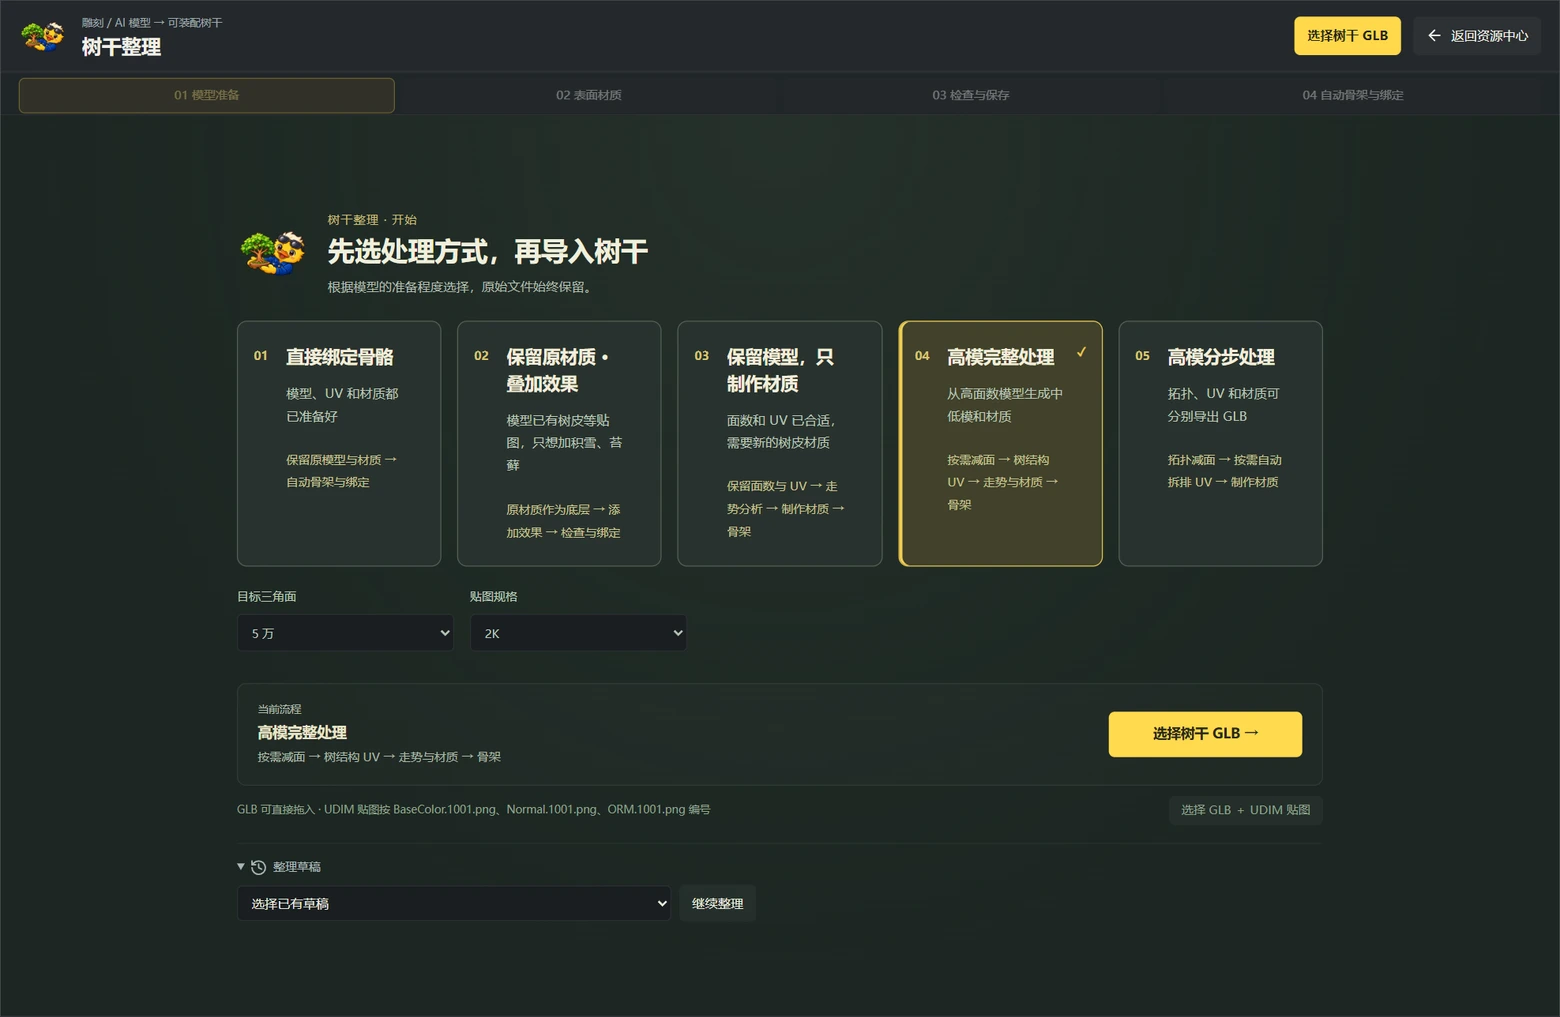 雕刻 / AI 模型 → 可装配树干
树干整理
选择树干 GLB
← 返回资源中心
01 模型准备
02 表面材质
03 检查与保存
04 自动骨架与绑定
树干整理 · 开始
先选处理方式，再导入树干
根据模型的准备程度选择，原始文件始终保留。
01 直接绑定骨骼
模型、UV 和材质都
已准备好
保留原模型与材质 →
自动骨架与绑定
02 保留原材质 •
叠加效果
模型已有树皮等贴
图，只想加积雪、苔
藓
原材质作为底层 → 添
加效果 → 检查与绑定
03 保留模型，只
制作材质
面数和 UV 已合适，
需要新的树皮材质
保留面数与 UV → 走
势分析 → 制作材质 →
骨架
04 高模完整处理 ✓
从高面数模型生成中
低模和材质
按需减面 → 树结构
UV → 走势与材质 →
骨架
05 高模分步处理
拓扑、UV 和材质可
分别导出 GLB
拓扑减面 → 按需自动
拆排 UV → 制作材质
目标三角面
5 万
贴图规格
2K
当前流程
高模完整处理
按需减面 → 树结构 UV → 走势与材质 → 骨架
选择树干 GLB →
GLB 可直接拖入 · UDIM 贴图按 BaseColor.1001.png、Normal.1001.png、ORM.1001.png 编号
选择 GLB + UDIM 贴图
▼ 整理草稿
选择已有草稿
继续整理